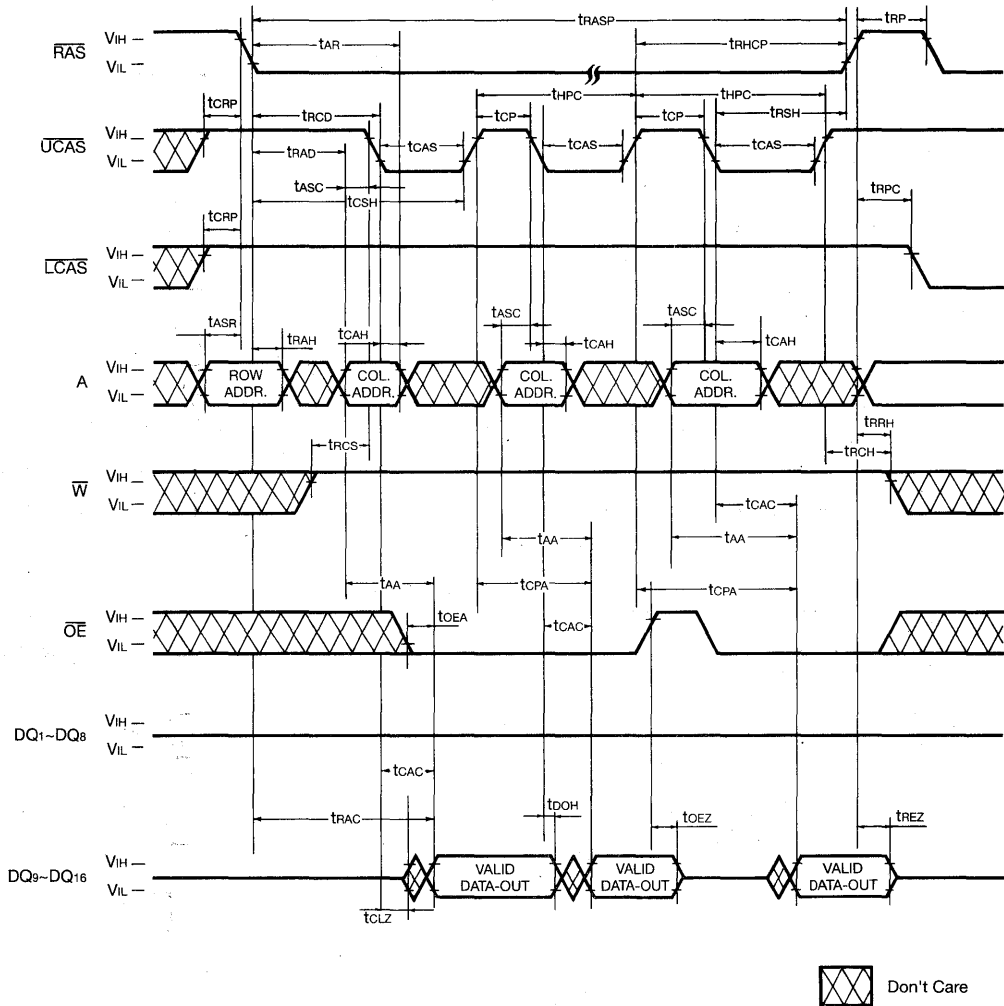 tRASP
tRP
tAR
tRHCP
RAS
VIH
VIL
tHPC
tHPC
tCRP
tRCD
tCP
tCP
tRSH
UCAS
VIH
VIL
tCAS
tCAS
tCAS
tRAD
tASC
tCSH
tRPC
tCRP
LCAS
VIH
VIL
tASR
tRAH
tCAH
tASC
tCAH
tASC
tCAH
A
VIH
VIL
ROW ADDR.
COL. ADDR.
COL. ADDR.
COL. ADDR.
tRRH
tRCS
tRCH
W
VIH
VIL
tCAC
tAA
tAA
tAA
tCPA
tCPA
tOEA
tCAC
OE
VIH
VIL
DQ1~DQ8
VIH
VIL
tCAC
tRAC
tDOH
tOEZ
tREZ
DQ9~DQ16
VIH
VIL
VALID DATA-OUT
VALID DATA-OUT
VALID DATA-OUT
tCLZ
Don't Care